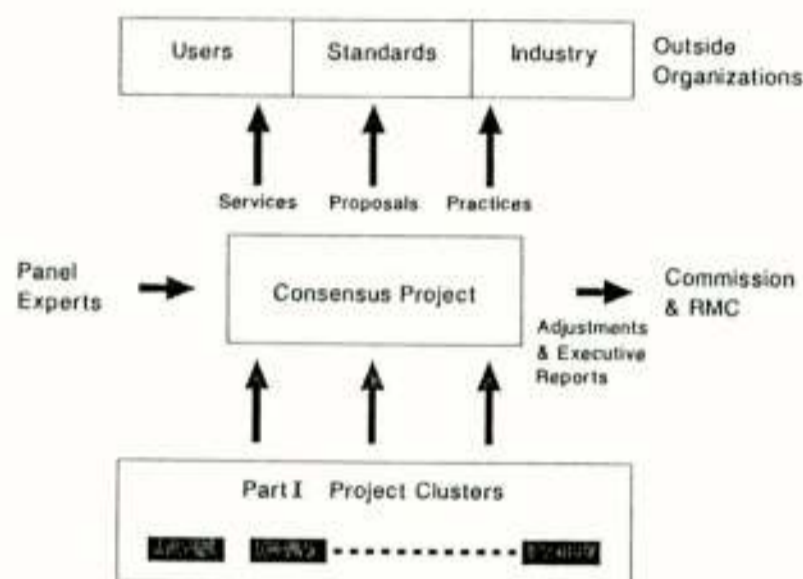 Users Standards Industry
Outside
Organizations
Services Proposals Practices
Panel
Experts
Consensus Project
Commission
& RMC
Adjustments
& Executive
Reports
Part I Project Clusters